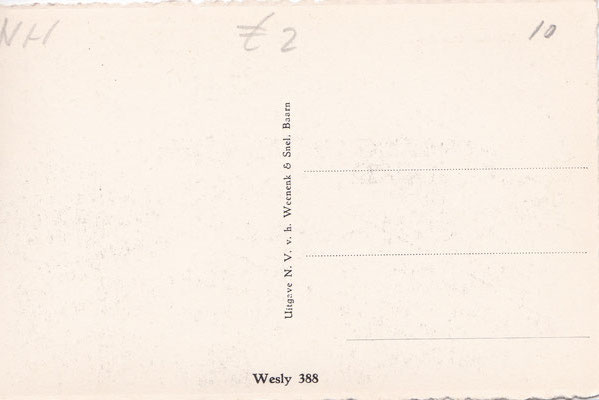 NH
Z 2
10
Uitgave N. V. v. h. Weenenk & Snel. Baarn
Wesly 388